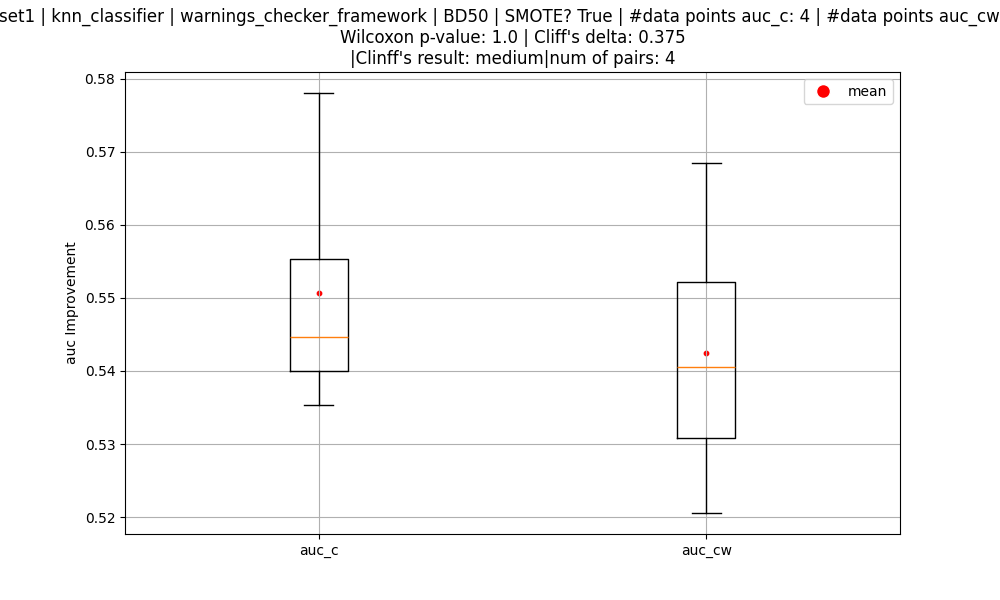 set1 | knn_classifier | warnings_checker_framework | BD50 | SMOTE? True | #data points auc_c: 4 | #data points auc_cw
Wilcoxon p-value: 1.0 | Cliff's delta: 0.375
|Clinff's result: medium|num of pairs: 4
mean
0.58
0.57
0.56
0.55
0.54
0.53
0.52
auc Improvement
auc_c
auc_cw